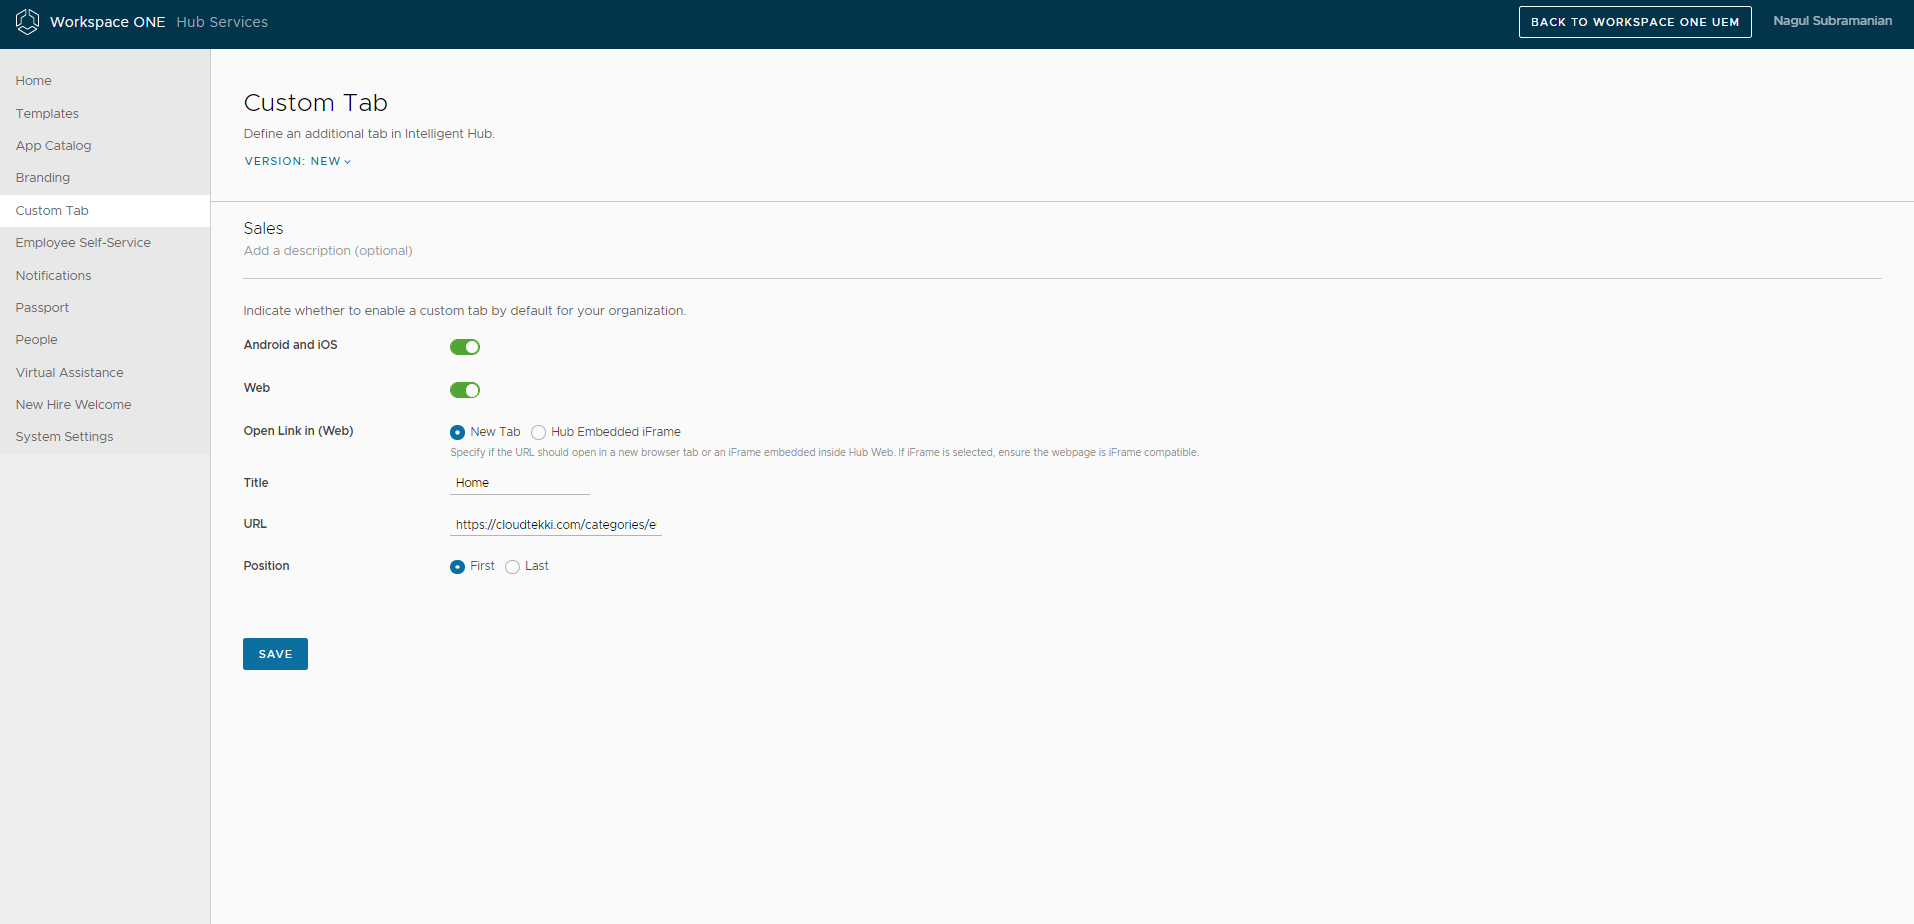 Workspace ONE Hub Services
BACK TO WORKSPACE ONE UEM
Nagul Subramanian
Home
Templates
App Catalog
Branding
Custom Tab
Employee Self-Service
Notifications
Passport
People
Virtual Assistance
New Hire Welcome
System Settings
Custom Tab
Define an additional tab in Intelligent Hub.
VERSION: NEW
Sales
Add a description (optional)
Indicate whether to enable a custom tab by default for your organization.
Android and iOS
Web
Open Link in (Web)
New Tab Hub Embedded iFrame
Specify if the URL should open in a new browser tab or an iFrame embedded inside Hub Web. If iFrame is selected, ensure the webpage is iFrame compatible.
Title
Home
URL
https://cloudtekki.com/categories/e
Position
First Last
SAVE